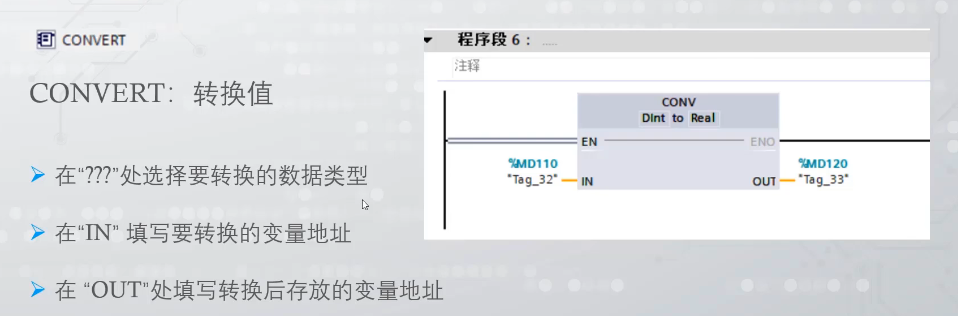 CONVERT
CONVERT：转换值
在“???”处选择要转换的数据类型
在“IN” 填写要转换的变量地址
在 “OUT”处填写转换后存放的变量地址
程序段 6： .....
注释
CONV
DInt to Real
EN
ENO
%MD110
"Tag_32"
IN
%MD120
OUT
"Tag_33"